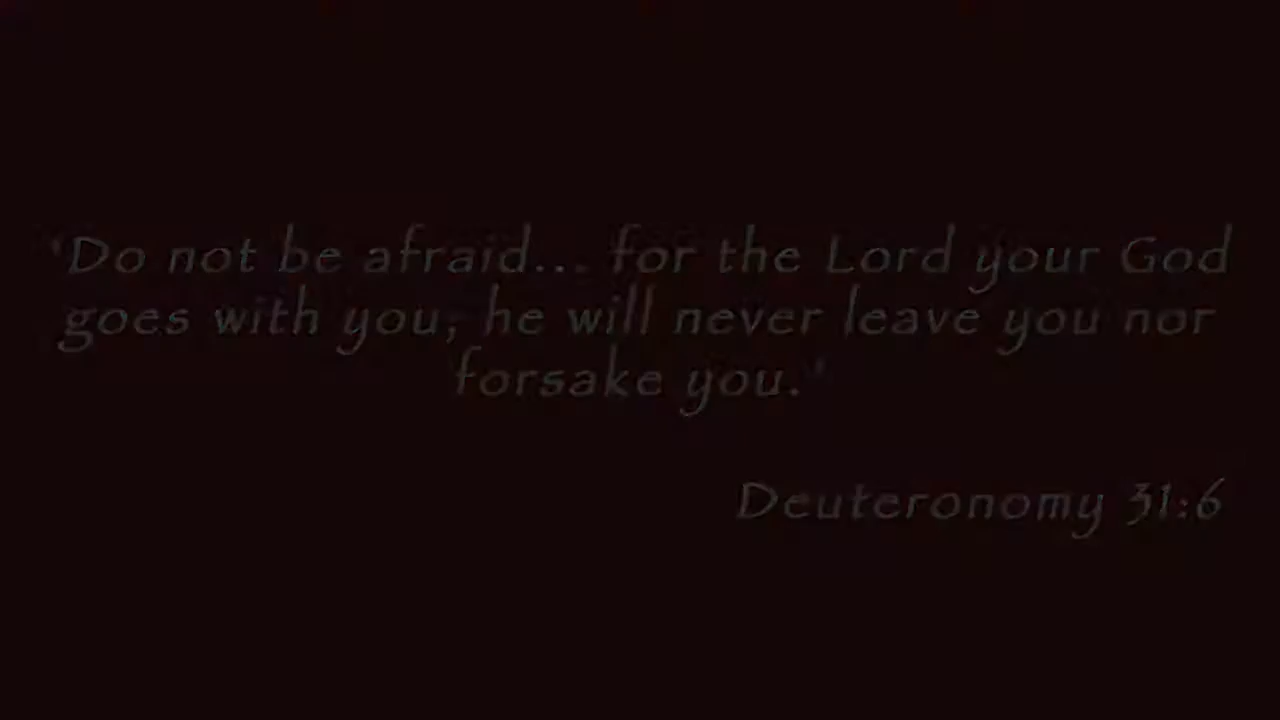 'Do not be afraid... for the Lord your God
goes with you; he will never leave you nor
forsake you.'
Deuteronomy 31:6